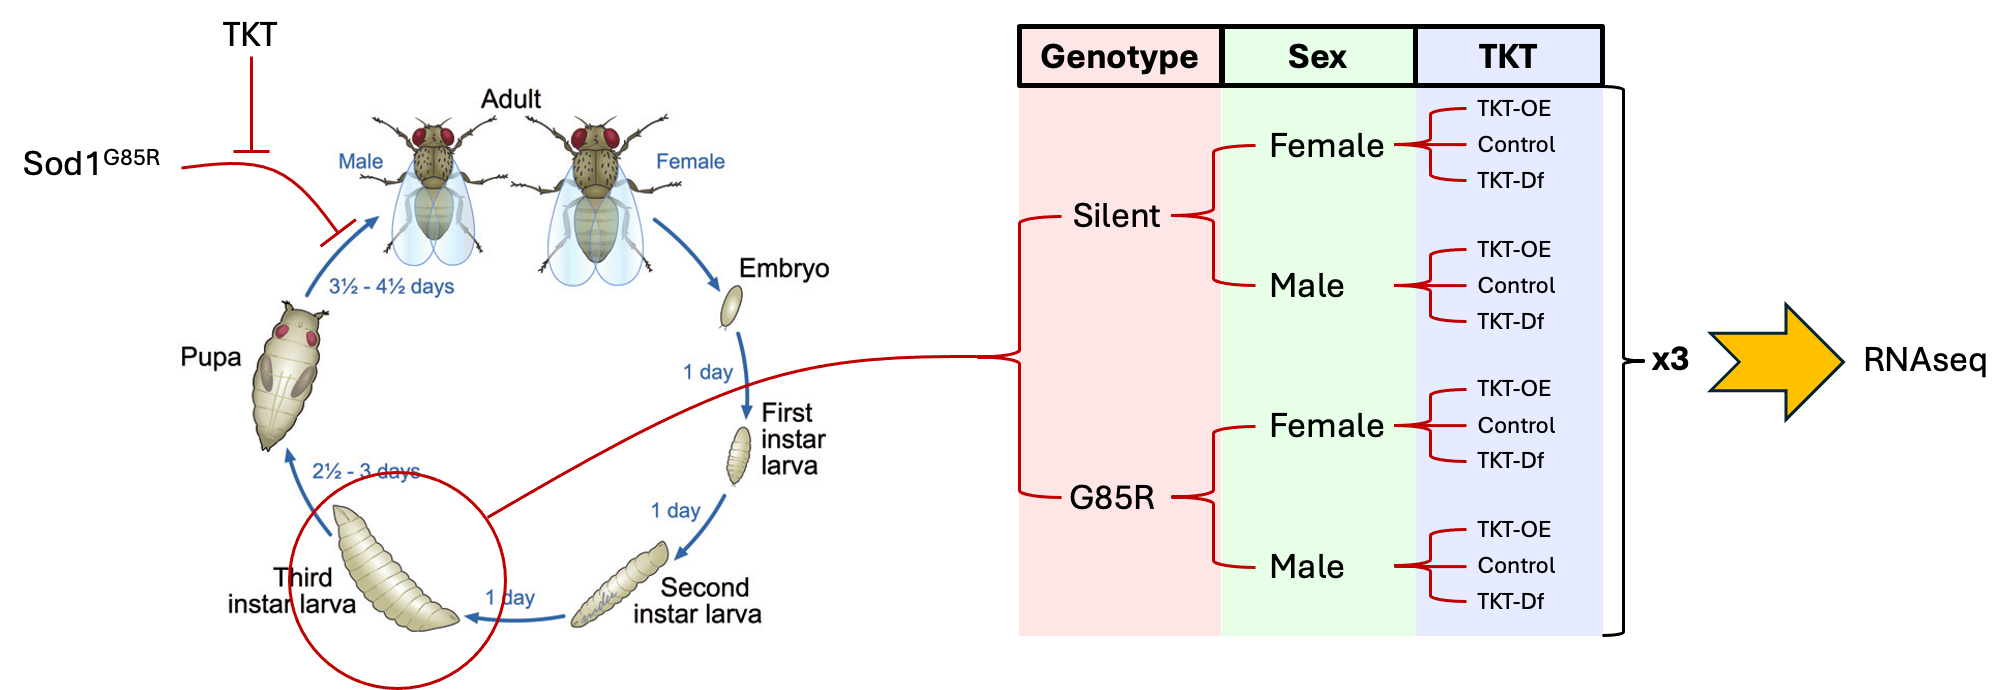 TKT
Sod1G85R
Adult
Male
Female
3½ - 4½ days
Embryo
Pupa
1 day
First
instar
larva
2½ - 3 days
1 day
Third
instar larva
1 day
Second
instar larva
Genotype
Sex
TKT
Silent
Female
TKT-OE
Control
TKT-Df
Male
TKT-OE
Control
TKT-Df
G85R
Female
TKT-OE
Control
TKT-Df
Male
TKT-OE
Control
TKT-Df
x3
RNAseq